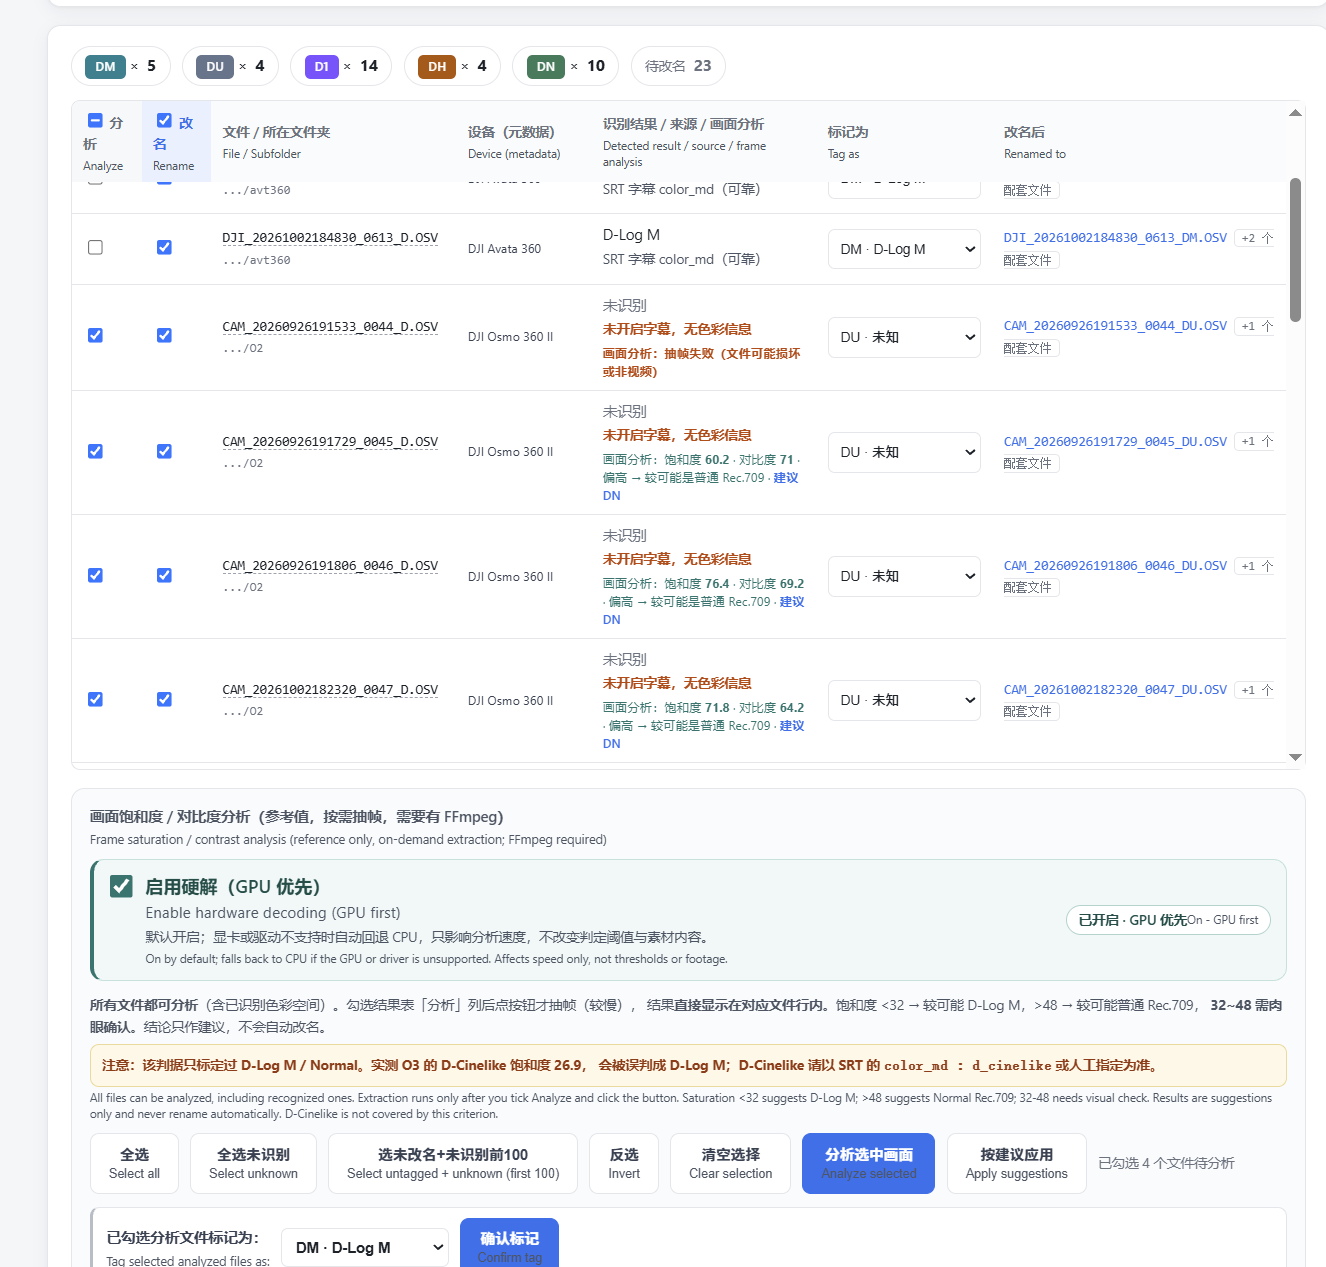 DM × 5 DU × 4 D1 × 14 DH × 4 DN × 10 待改名 23
分析
Analyze
改名
Rename
文件 / 所在文件夹
File / Subfolder
设备（元数据）
Device (metadata)
识别结果 / 来源 / 画面分析
Detected result / source / frame
analysis
标记为
Tag as
改名后
Renamed to
.../avt360
SRT 字幕 color_md（可靠）
配套文件
DJI_20261002184830_0613_D.OSV
.../avt360
DJI Avata 360
D-Log M
SRT 字幕 color_md（可靠）
DM · D-Log M
DJI_20261002184830_0613_DM.OSV +2 个
配套文件
CAM_20260926191533_0044_D.OSV
.../O2
DJI Osmo 360 II
未识别
未开启字幕，无色彩信息
画面分析：抽帧失败（文件可能损坏
或非视频）
DU · 未知
CAM_20260926191533_0044_DU.OSV +1 个
配套文件
CAM_20260926191729_0045_D.OSV
.../O2
DJI Osmo 360 II
未识别
未开启字幕，无色彩信息
画面分析：饱和度 60.2 · 对比度 71 ·
偏高 → 较可能是普通 Rec.709 · 建议
DN
DU · 未知
CAM_20260926191729_0045_DU.OSV +1 个
配套文件
CAM_20260926191806_0046_D.OSV
.../O2
DJI Osmo 360 II
未识别
未开启字幕，无色彩信息
画面分析：饱和度 76.4 · 对比度 69.2
· 偏高 → 较可能是普通 Rec.709 · 建议
DN
DU · 未知
CAM_20260926191806_0046_DU.OSV +1 个
配套文件
CAM_20261002182320_0047_D.OSV
.../O2
DJI Osmo 360 II
未识别
未开启字幕，无色彩信息
画面分析：饱和度 71.8 · 对比度 64.2
· 偏高 → 较可能是普通 Rec.709 · 建议
DN
DU · 未知
CAM_20261002182320_0047_DU.OSV +1 个
配套文件
画面饱和度 / 对比度分析（参考值，按需抽帧，需要有 FFmpeg）
Frame saturation / contrast analysis (reference only, on-demand extraction; FFmpeg required)
启用硬解（GPU 优先）
Enable hardware decoding (GPU first)
默认开启；显卡或驱动不支持时自动回退 CPU，只影响分析速度，不改变判定阈值与素材内容。
On by default; falls back to CPU if the GPU or driver is unsupported. Affects speed only, not thresholds or footage.
已开启 · GPU 优先On - GPU first
所有文件都可分析（含已识别色彩空间）。勾选结果表「分析」列后点按钮才抽帧（较慢）， 结果直接显示在对应文件行内。饱和度 <32 → 较可能 D-Log M，>48 → 较可能普通 Rec.709， 32~48 需肉
眼确认。结论只作建议，不会自动改名。
注意：该判据只标定过 D-Log M / Normal。实测 O3 的 D-Cinelike 饱和度 26.9， 会被误判成 D-Log M；D-Cinelike 请以 SRT 的 color_md : d_cinelike 或人工指定为准。
All files can be analyzed, including recognized ones. Extraction runs only after you tick Analyze and click the button. Saturation <32 suggests D-Log M; >48 suggests Normal Rec.709; 32-48 needs visual check. Results are suggestions
only and never rename automatically. D-Cinelike is not covered by this criterion.
全选
Select all
全选未识别
Select unknown
选未改名+未识别前100
Select untagged + unknown (first 100)
反选
Invert
清空选择
Clear selection
分析选中画面
Analyze selected
按建议应用
Apply suggestions
已勾选 4 个文件待分析
已勾选分析文件标记为：
Tag selected analyzed files as:
DM · D-Log M
确认标记
Confirm tag